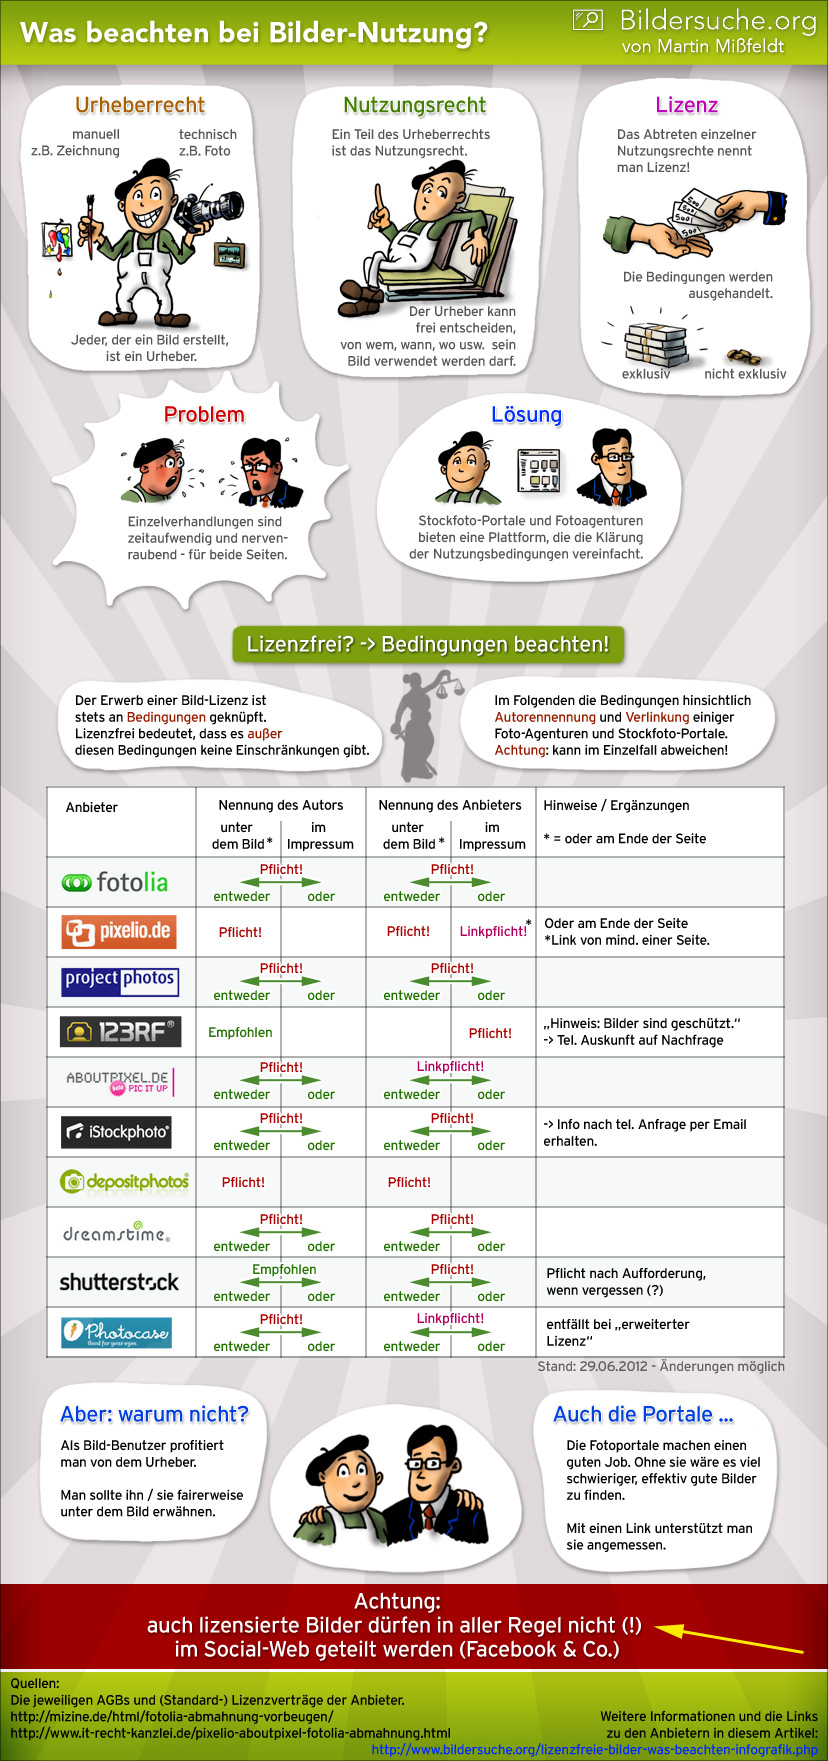 Was beachten bei Bilder-Nutzung?
Bildersuche.org
von Martin Mißfeldt
Urheberrecht
manuell
z.B. Zeichnung
technisch
z.B. Foto
Jeder, der ein Bild erstellt,
ist ein Urheber.
Nutzungsrecht
Ein Teil des Urheberrechts
ist das Nutzungsrecht.
Der Urheber kann
frei entscheiden,
von wem, wann, wo usw. sein
Bild verwendet werden darf.
Lizenz
Das Abtreten einzelner
Nutzungsrechte nennt
man Lizenz!
500
500
500
Die Bedingungen werden
ausgehandelt.
exklusiv
nicht exklusiv
Problem
Einzelverhandlungen sind
zeitaufwendig und nerven-
raubend - für beide Seiten.
Lösung
Stockfoto-Portale und Fotoagenturen
bieten eine Plattform, die die Klärung
der Nutzungsbedingungen vereinfacht.
Lizenzfrei? -> Bedingungen beachten!
Der Erwerb einer Bild-Lizenz ist
stets an Bedingungen geknüpft.
Lizenzfrei bedeutet, dass es außer
diesen Bedingungen keine Einschränkungen gibt.
Im Folgenden die Bedingungen hinsichtlich
Autorennennung und Verlinkung einiger
Foto-Agenturen und Stockfoto-Portale.
Achtung: kann im Einzelfall abweichen!
Anbieter
Nennung des Autors
unter
dem Bild *
im
Impressum
Nennung des Anbieters
unter
dem Bild *
im
Impressum
Hinweise / Ergänzungen
* = oder am Ende der Seite
fotolia
Pflicht!
entweder oder
Pflicht!
entweder oder
pixelio.de
Pflicht!
Pflicht!
Linkpflicht!*
Oder am Ende der Seite
*Link von mind. einer Seite.
project photos
Pflicht!
entweder oder
Pflicht!
entweder oder
123RF®
Empfohlen
Pflicht!
„Hinweis: Bilder sind geschützt.“
-> Tel. Auskunft auf Nachfrage
ABOUTPIXEL.DE
beta PIC IT UP
Pflicht!
entweder oder
Linkpflicht!
entweder oder
iStockphoto®
Pflicht!
entweder oder
Pflicht!
entweder oder
-> Info nach tel. Anfrage per Email
erhalten.
depositphotos®
Pflicht!
Pflicht!
dreamstime®
Pflicht!
entweder oder
Pflicht!
entweder oder
shutterstock
Empfohlen
entweder oder
Pflicht!
entweder oder
Pflicht nach Aufforderung,
wenn vergessen (?)
Photocase
Good for your eyes.
Pflicht!
entweder oder
Linkpflicht!
entweder oder
entfällt bei „erweiterter
Lizenz“
Stand: 29.06.2012 - Änderungen möglich
Aber: warum nicht?
Als Bild-Benutzer profitiert
man von dem Urheber.
Man sollte ihn / sie fairerweise
unter dem Bild erwähnen.
Auch die Portale ...
Die Fotoportale machen einen
guten Job. Ohne sie wäre es viel
schwieriger, effektiv gute Bilder
zu finden.
Mit einen Link unterstützt man
sie angemessen.
Achtung:
auch lizensierte Bilder dürfen in aller Regel nicht (!)
im Social-Web geteilt werden (Facebook & Co.)
Quellen:
Die jeweiligen AGBs und (Standard-) Lizenzverträge der Anbieter.
http://mizine.de/html/fotolia-abmahnung-vorbeugen/
http://www.it-recht-kanzlei.de/pixelio-aboutpixel-fotolia-abmahnung.html
Weitere Informationen und die Links
zu den Anbietern in diesem Artikel:
http://www.bildersuche.org/lizenzfreie-bilder-was-beachten-infografik.php